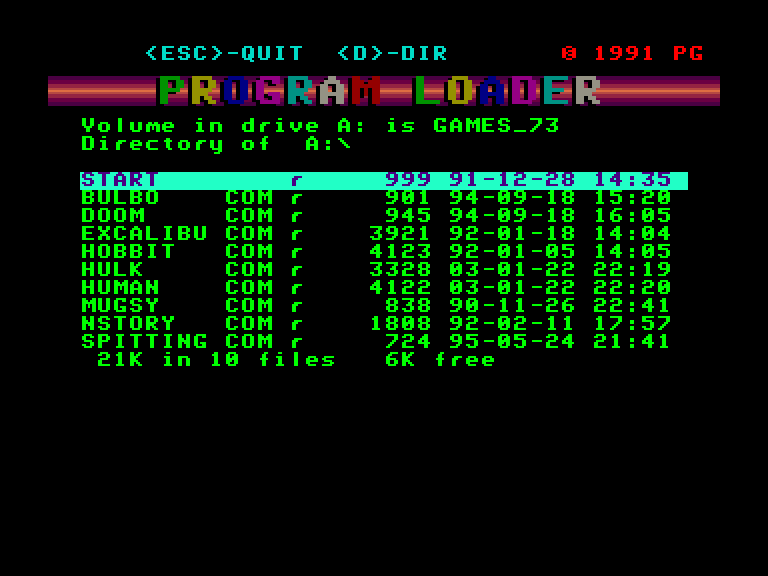 <ESC>-QUIT  <D>-DIR       © 1991 PG
PROGRAM LOADER
Volume in drive A: is GAMES_73
Directory of  A:\
START        r     999 91-12-28 14:35
BULBO    COM r     901 94-09-18 15:20
DOOM     COM r     945 94-09-18 16:05
EXCALIBU COM r    3921 92-01-18 14:04
HOBBIT   COM r    4123 92-01-05 14:05
HULK     COM r    3328 03-01-22 22:19
HUMAN    COM r    4122 03-01-22 22:20
MUGSY    COM r     838 90-11-26 22:41
NSTORY   COM r    1808 92-02-11 17:57
SPITTING COM r     724 95-05-24 21:41
 21K in 10 files   6K free